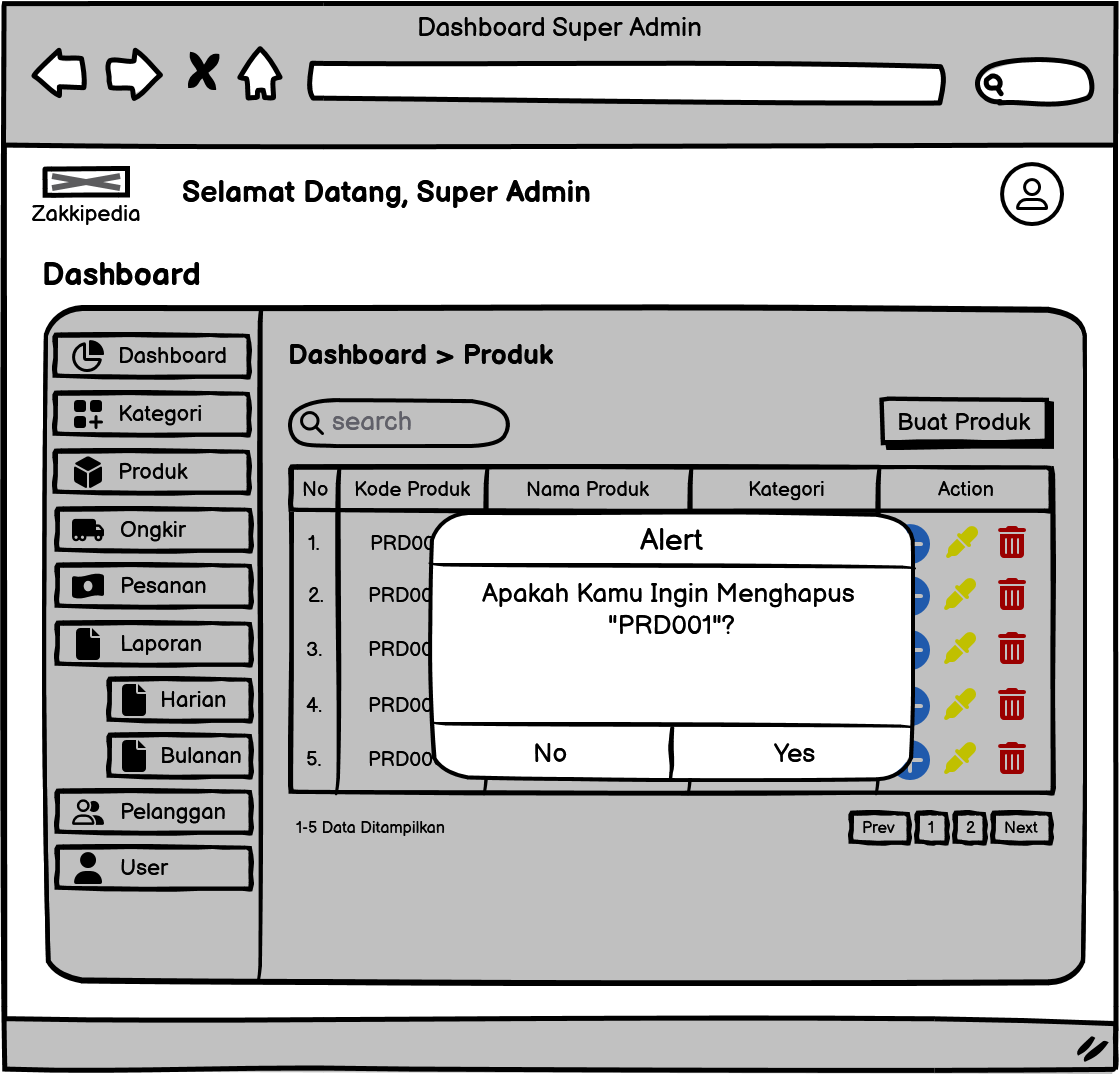 Dashboard Super Admin
Zakkipedia
Selamat Datang, Super Admin
Dashboard
Dashboard
Kategori
Produk
Ongkir
Pesanan
Laporan
Harian
Bulanan
Pelanggan
User
Dashboard > Produk
search
Buat Produk
No Kode Produk Nama Produk Kategori Action
1. PRD00
2. PRD00
3. PRD00
4. PRD00
5. PRD00
Alert
Apakah Kamu Ingin Menghapus
"PRD001"?
No Yes
1-5 Data Ditampilkan
Prev 1 2 Next